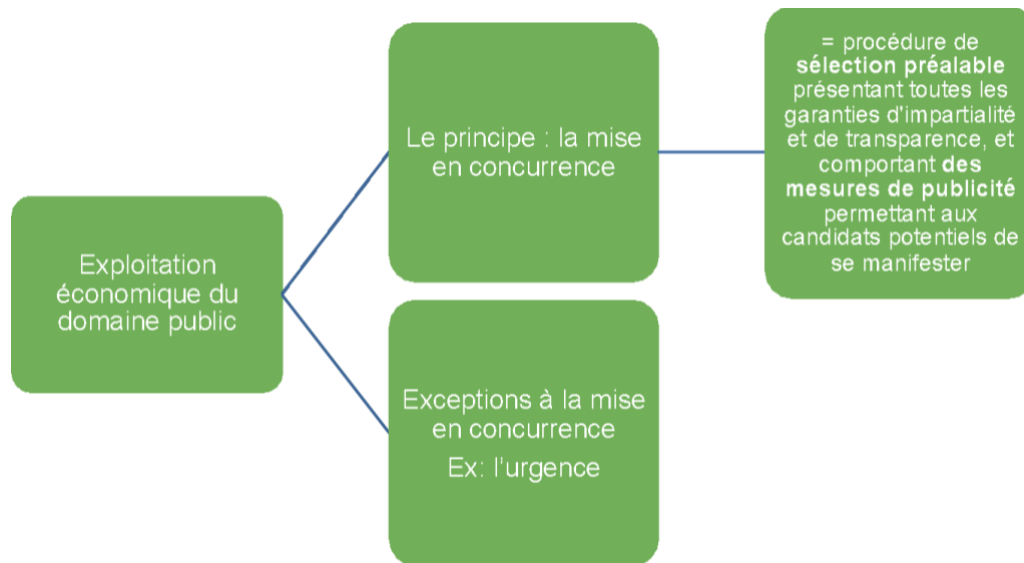 Exploitation
économique du
domaine public
Le principe : la mise
en concurrence
= procédure de
sélection préalable
présentant toutes les
garanties d'impartialité
et de transparence, et
comportant des
mesures de publicité
permettant aux
candidats potentiels de
se manifester
Exceptions à la mise
en concurrence
Ex: l'urgence